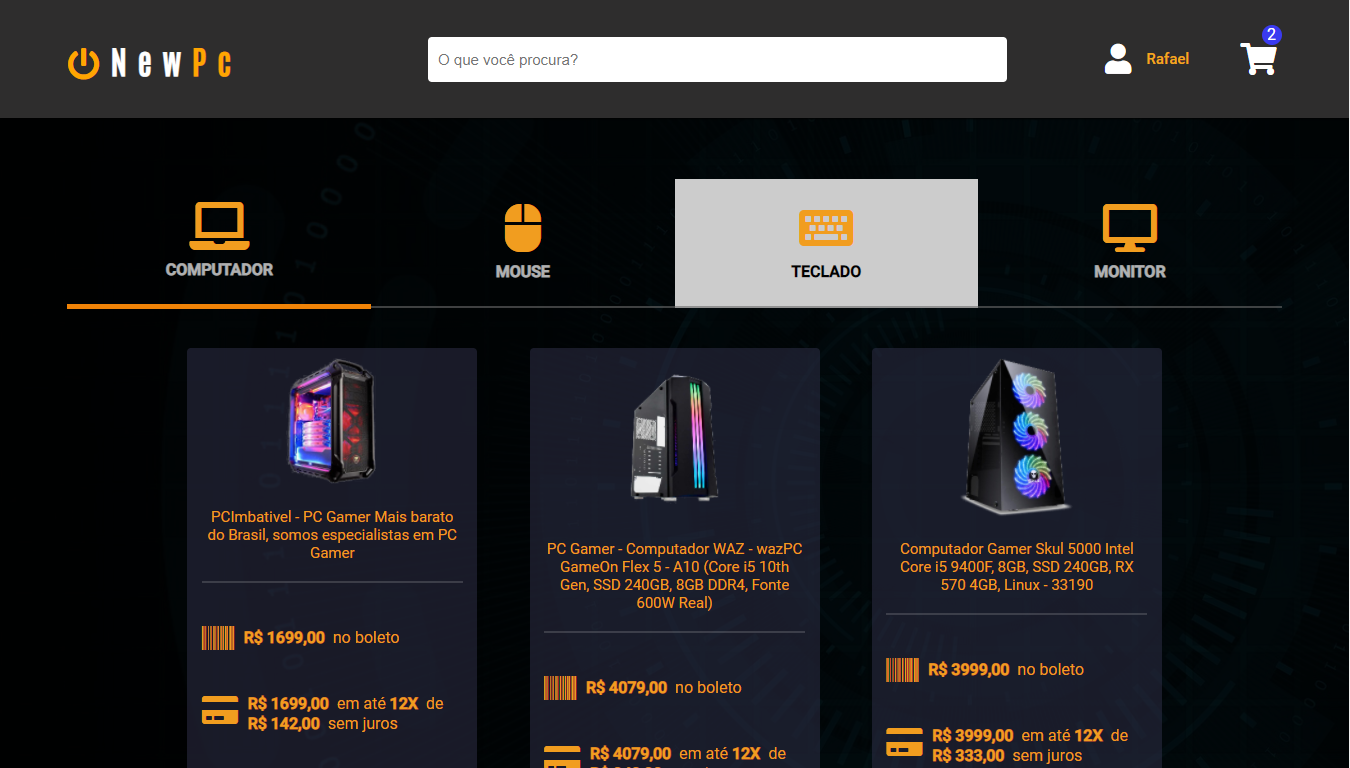 NewPc
O que você procura?
Rafael
2
COMPUTADOR
MOUSE
TECLADO
MONITOR
PCImbativel - PC Gamer Mais barato
do Brasil, somos especialistas em PC
Gamer
R$ 1699,00 no boleto
R$ 1699,00 em até 12X de
R$ 142,00 sem juros
PC Gamer - Computador WAZ - wazPC
GameOn Flex 5 - A10 (Core i5 10th
Gen, SSD 240GB, 8GB DDR4, Fonte
600W Real)
R$ 4079,00 no boleto
R$ 4079,00 em até 12X de
Computador Gamer Skul 5000 Intel
Core i5 9400F, 8GB, SSD 240GB, RX
570 4GB, Linux - 33190
R$ 3999,00 no boleto
R$ 3999,00 em até 12X de
R$ 333,00 sem juros